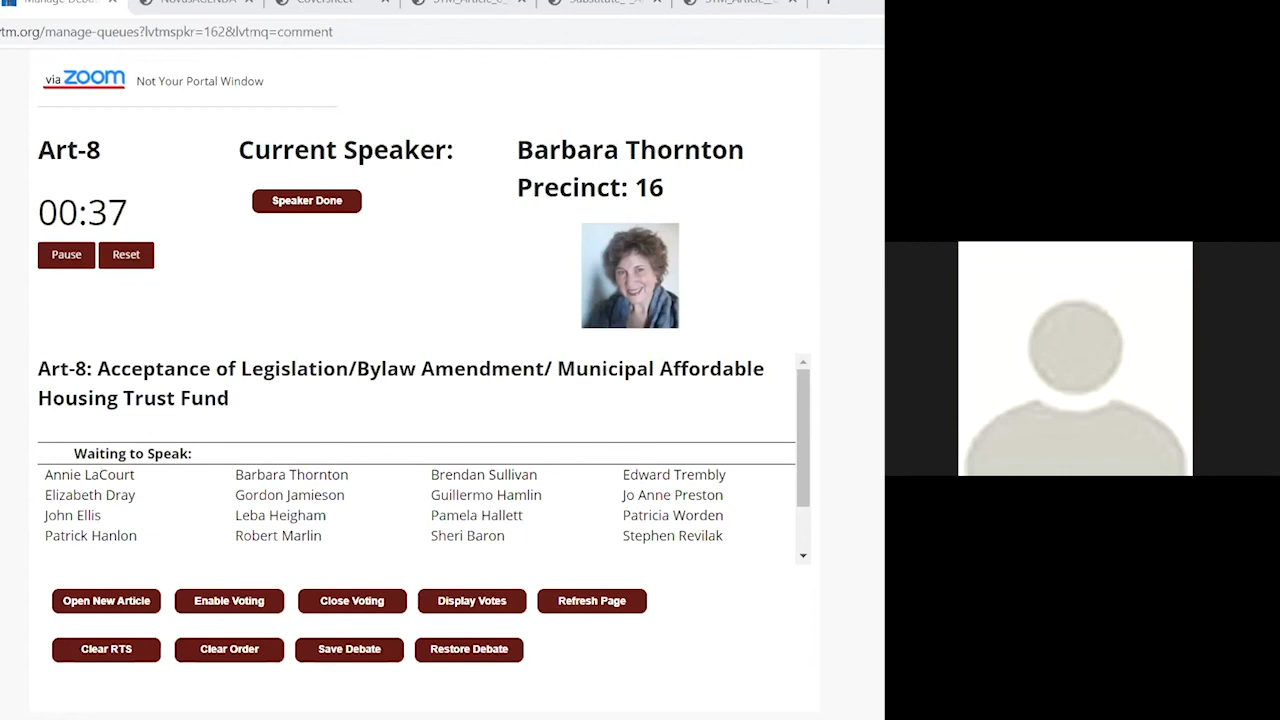 Manage Deba
NovusAGENDA
CoverSheet
tm.org/manage-queues?lvtmspkr=162&lvtmq=comment
via zoom Not Your Portal Window
Art-8 Current Speaker: Barbara Thornton
Precinct: 16
Speaker Done
00:37
Pause Reset
Art-8: Acceptance of Legislation/Bylaw Amendment/ Municipal Affordable
Housing Trust Fund
Waiting to Speak:
Annie LaCourt Barbara Thornton Brendan Sullivan Edward Trembly
Elizabeth Dray Gordon Jamieson Guillermo Hamlin Jo Anne Preston
John Ellis Leba Heigham Pamela Hallett Patricia Worden
Patrick Hanlon Robert Marlin Sheri Baron Stephen Revilak
Open New Article Enable Voting Close Voting Display Votes Refresh Page
Clear RTS Clear Order Save Debate Restore Debate